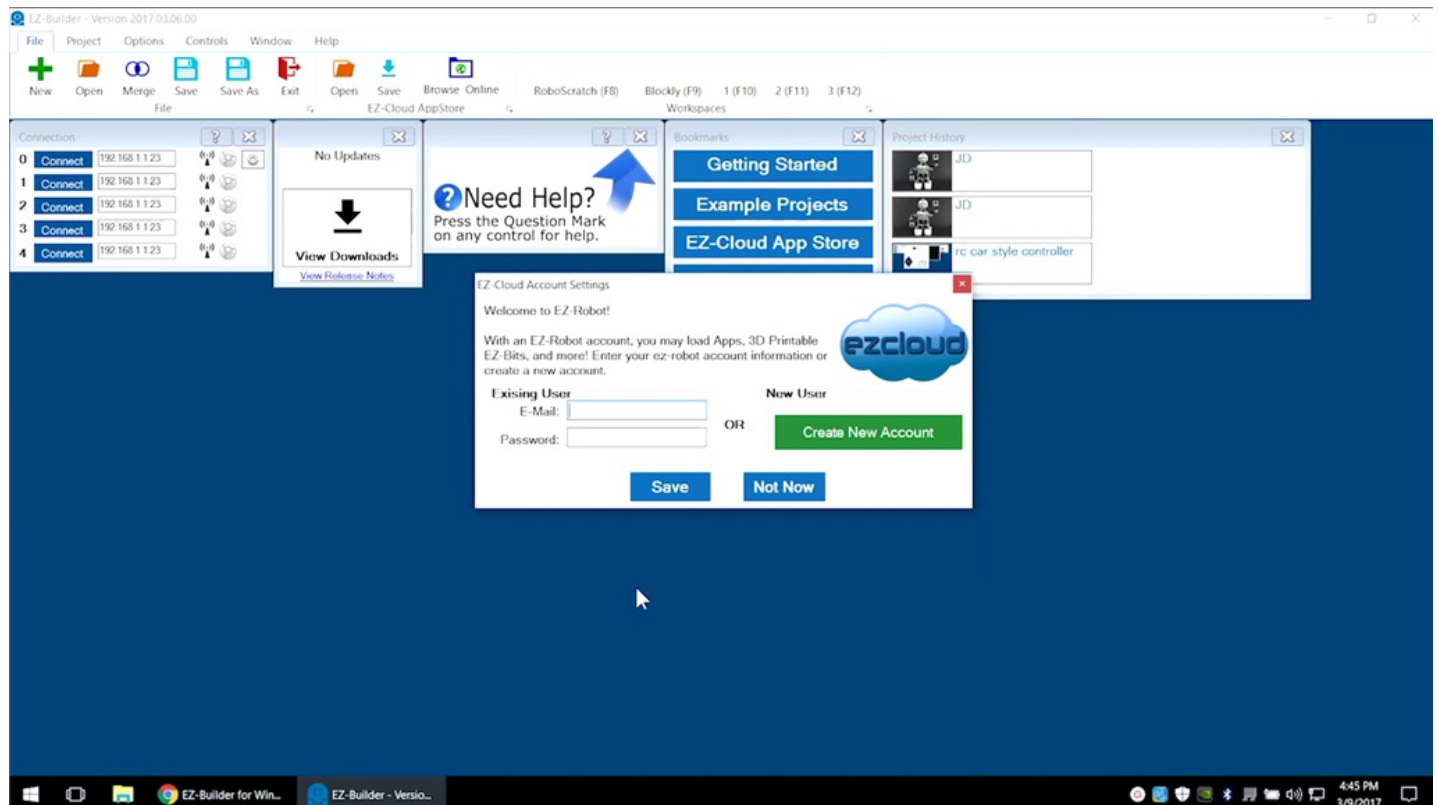 EZ-Builder - Version 2017.03.06.00
File Project Options Controls Window Help
New Open Merge Save Save As Exit Open Save Browse Online RoboScratch (F8) Blockly (F9) 1 (F10) 2 (F11) 3 (F12)
File EZ-Cloud AppStore Workspaces
Connection
0 Connect 192.168.1.1:23
1 Connect 192.168.1.1:23
2 Connect 192.168.1.1:23
3 Connect 192.168.1.1:23
4 Connect 192.168.1.1:23
No Updates
View Downloads
View Release Notes
?
?
? Need Help?
Press the Question Mark
on any control for help.
Bookmarks
Getting Started
Example Projects
EZ-Cloud App Store
Project History
JD
JD
rc car style controller
EZ-Cloud Account Settings
Welcome to EZ-Robot!
With an EZ-Robot account, you may load Apps, 3D Printable
EZ-Bits, and more! Enter your ez-robot account information or
create a new account.
ezcloud
Exising User
E-Mail:
Password:
OR
New User
Create New Account
Save Not Now
EZ-Builder for Win...
EZ-Builder - Versio...
4:45 PM
3/9/2017